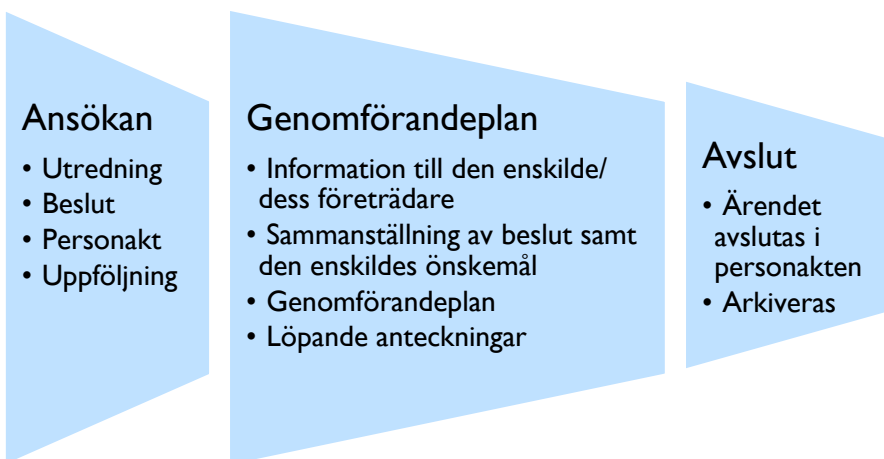 Ansökan
• Utredning
• Beslut
• Personakt
• Uppföljning
Genomförandeplan
• Information till den enskilde/
dess företrädare
• Sammanställning av beslut samt
den enskildes önskemål
• Genomförandeplan
• Löpande anteckningar
Avslut
• Ärendet
avslutas i
personakten
• Arkiveras